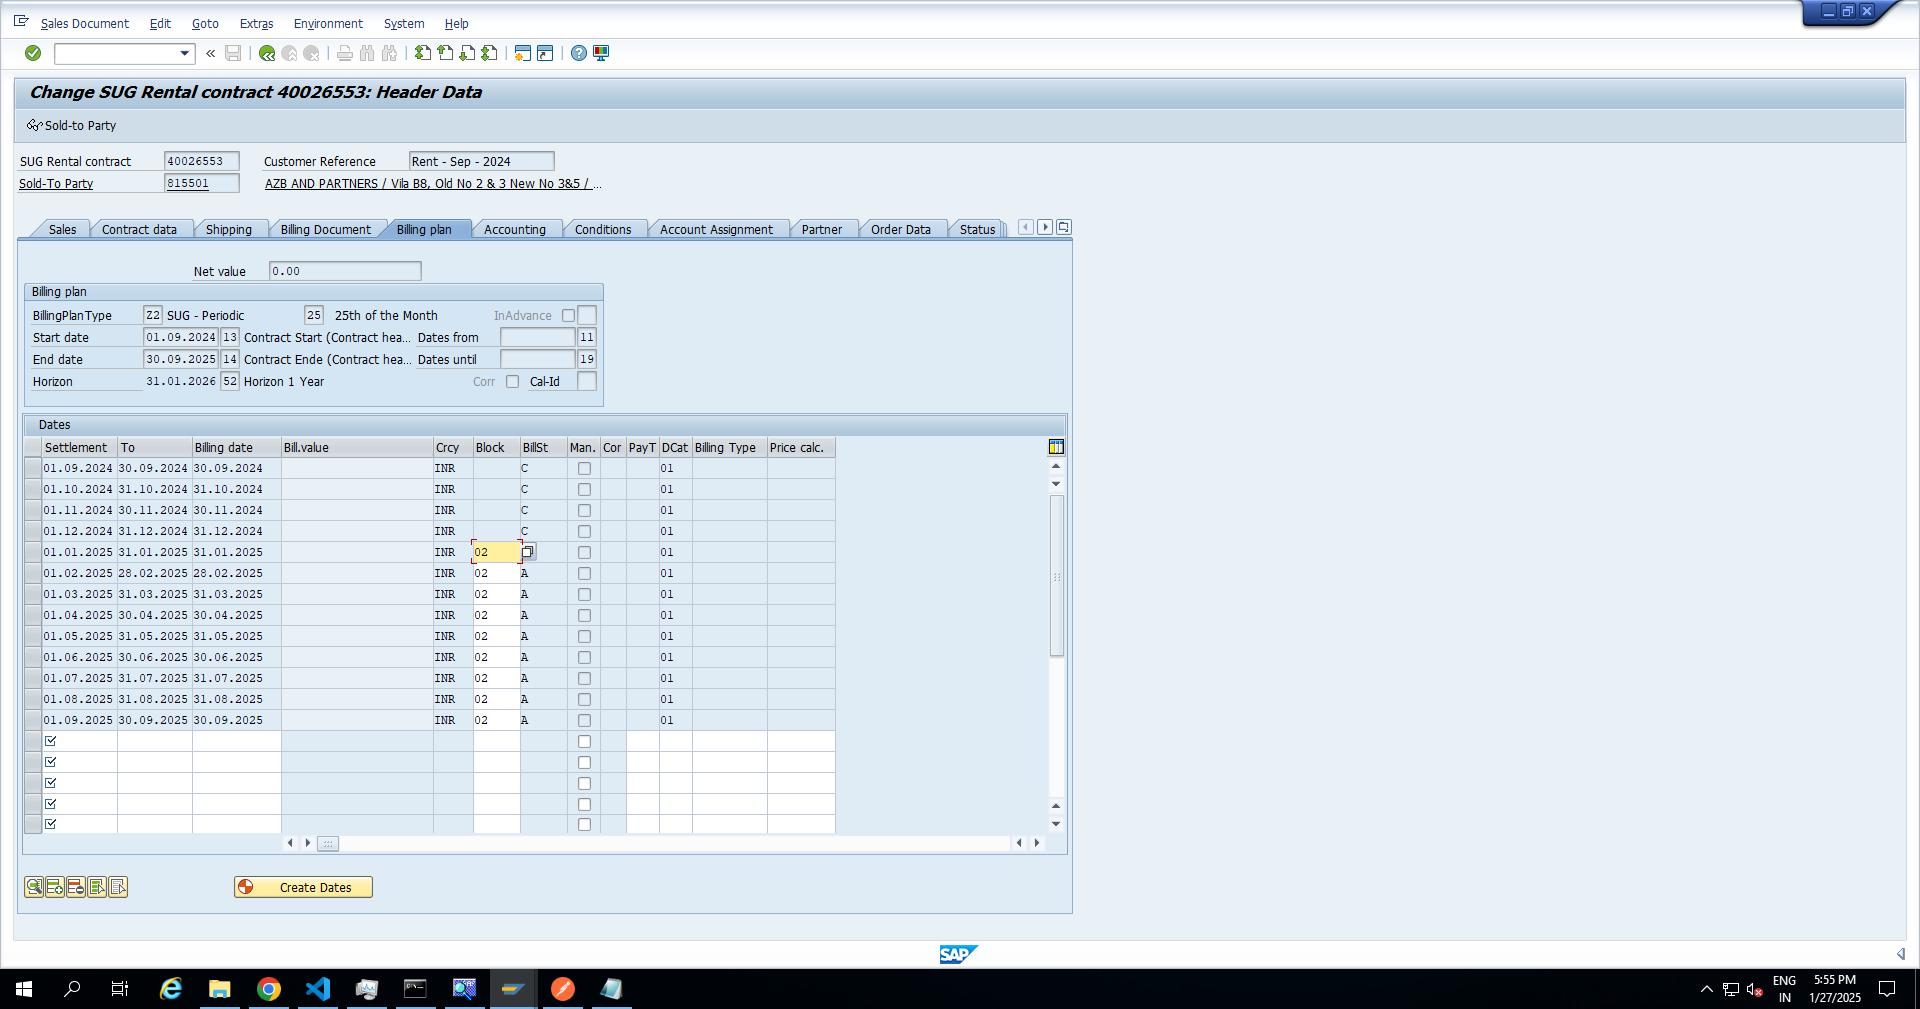 Sales Document Edit Goto Extras Environment System Help
Change SUG Rental contract 40026553: Header Data
Sold-to Party
SUG Rental contract 40026553 Customer Reference Rent - Sep - 2024
Sold-To Party 815501 AZB AND PARTNERS / Vila B8, Old No 2 & 3 New No 3&5 / ...
Sales Contract data Shipping Billing Document Billing plan Accounting Conditions Account Assignment Partner Order Data Status
Net value 0.00
Billing plan
BillingPlanType Z2 SUG - Periodic 25 25th of the Month InAdvance
Start date 01.09.2024 13 Contract Start (Contract hea... Dates from 11
End date 30.09.2025 14 Contract Ende (Contract hea... Dates until 19
Horizon 31.01.2026 52 Horizon 1 Year Corr Cal-Id
Dates
Settlement To Billing date Bill.value Crcy Block BillSt Man. Cor PayT DCat Billing Type Price calc.
01.09.2024 30.09.2024 30.09.2024 INR C 01
01.10.2024 31.10.2024 31.10.2024 INR C 01
01.11.2024 30.11.2024 30.11.2024 INR C 01
01.12.2024 31.12.2024 31.12.2024 INR C 01
01.01.2025 31.01.2025 31.01.2025 INR 02 01
01.02.2025 28.02.2025 28.02.2025 INR 02 A 01
01.03.2025 31.03.2025 31.03.2025 INR 02 A 01
01.04.2025 30.04.2025 30.04.2025 INR 02 A 01
01.05.2025 31.05.2025 31.05.2025 INR 02 A 01
01.06.2025 30.06.2025 30.06.2025 INR 02 A 01
01.07.2025 31.07.2025 31.07.2025 INR 02 A 01
01.08.2025 31.08.2025 31.08.2025 INR 02 A 01
01.09.2025 30.09.2025 30.09.2025 INR 02 A 01
Create Dates
SAP
ENG 5:55 PM
IN 1/27/2025